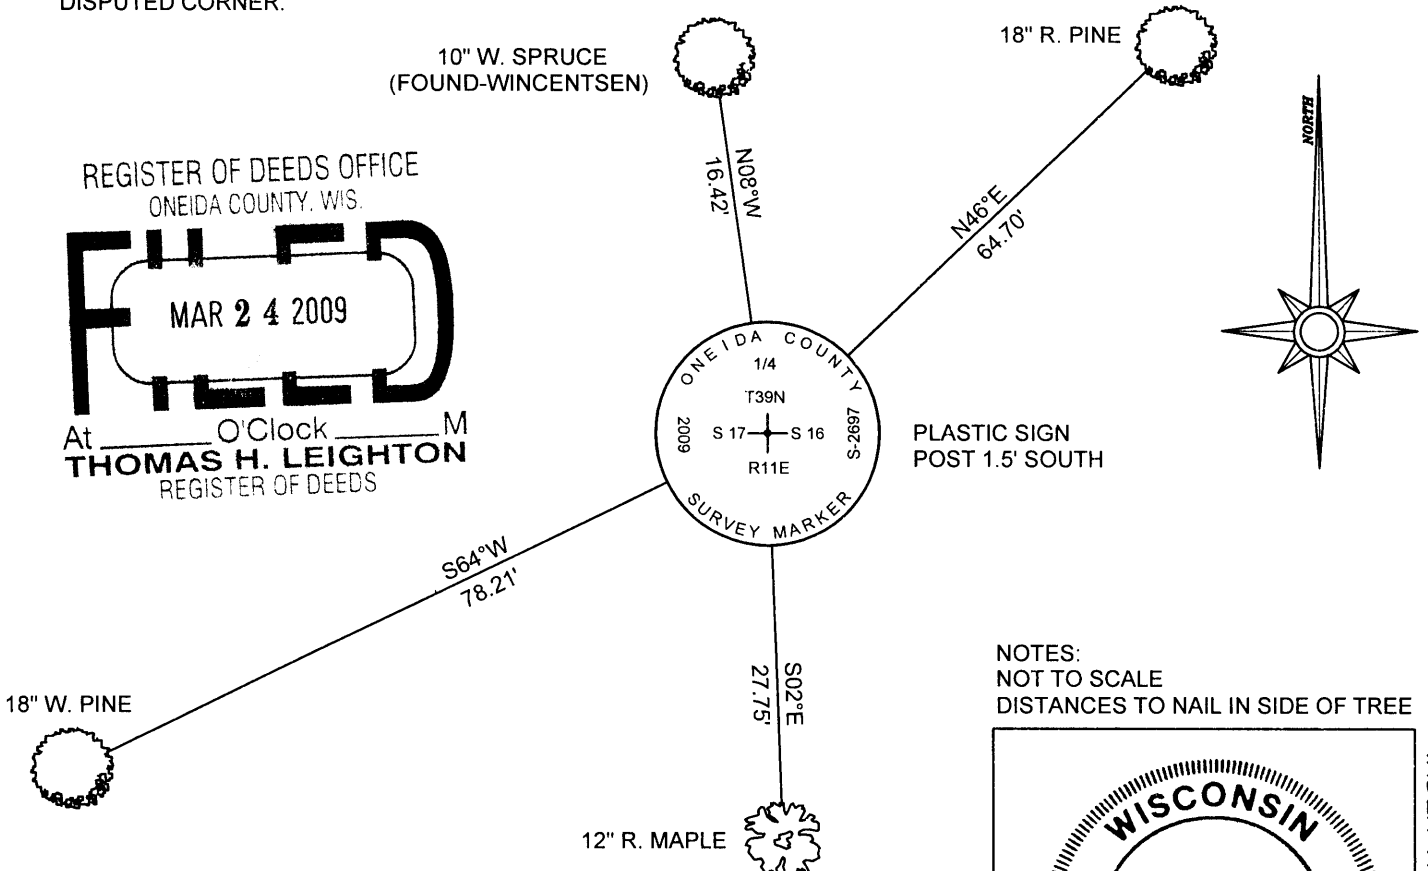 DISPUTED CORNER.
10" W. SPRUCE
(FOUND-WINCENTSEN)
18" R. PINE
NORTH
N08°W
16.42'
N46°E
64.70'
REGISTER OF DEEDS OFFICE
ONEIDA COUNTY, WIS.
FILED
MAR 24 2009
At ________ O'Clock ________ M
THOMAS H. LEIGHTON
REGISTER OF DEEDS
ONEIDA COUNTY
1/4
T39N
2009
S 17 S 16
S-2697
R11E
SURVEY MARKER
PLASTIC SIGN
POST 1.5' SOUTH
S64°W
78.21'
S02°E
27.75'
18" W. PINE
12" R. MAPLE
NOTES:
NOT TO SCALE
DISTANCES TO NAIL IN SIDE OF TREE
WISCONSIN